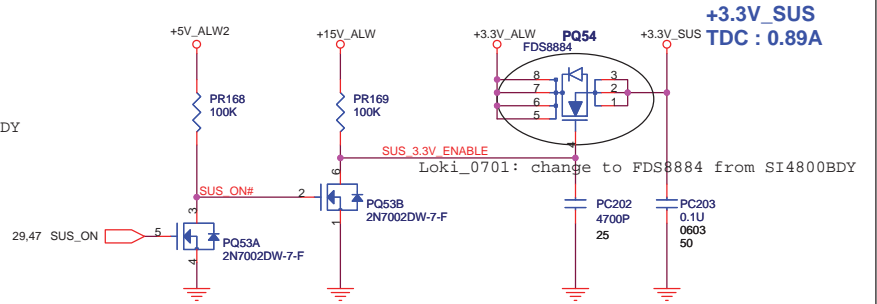 +3.3V_SUS
TDC : 0.89A
+5V_ALW2
+15V_ALW
+3.3V_ALW
PQ54
FDS8884
+3.3V_SUS
8
7
6
5
3
2
1
4
PR168
100K
PR169
100K
DY
SUS_3.3V_ENABLE
Loki_0701: change to FDS8884 from SI4800BDY
6
SUS_ON#
2
1
PQ53B
2N7002DW-7-F
PC202
4700P
25
PC203
0.1U
0603
50
3
29,47 SUS_ON
5
4
PQ53A
2N7002DW-7-F